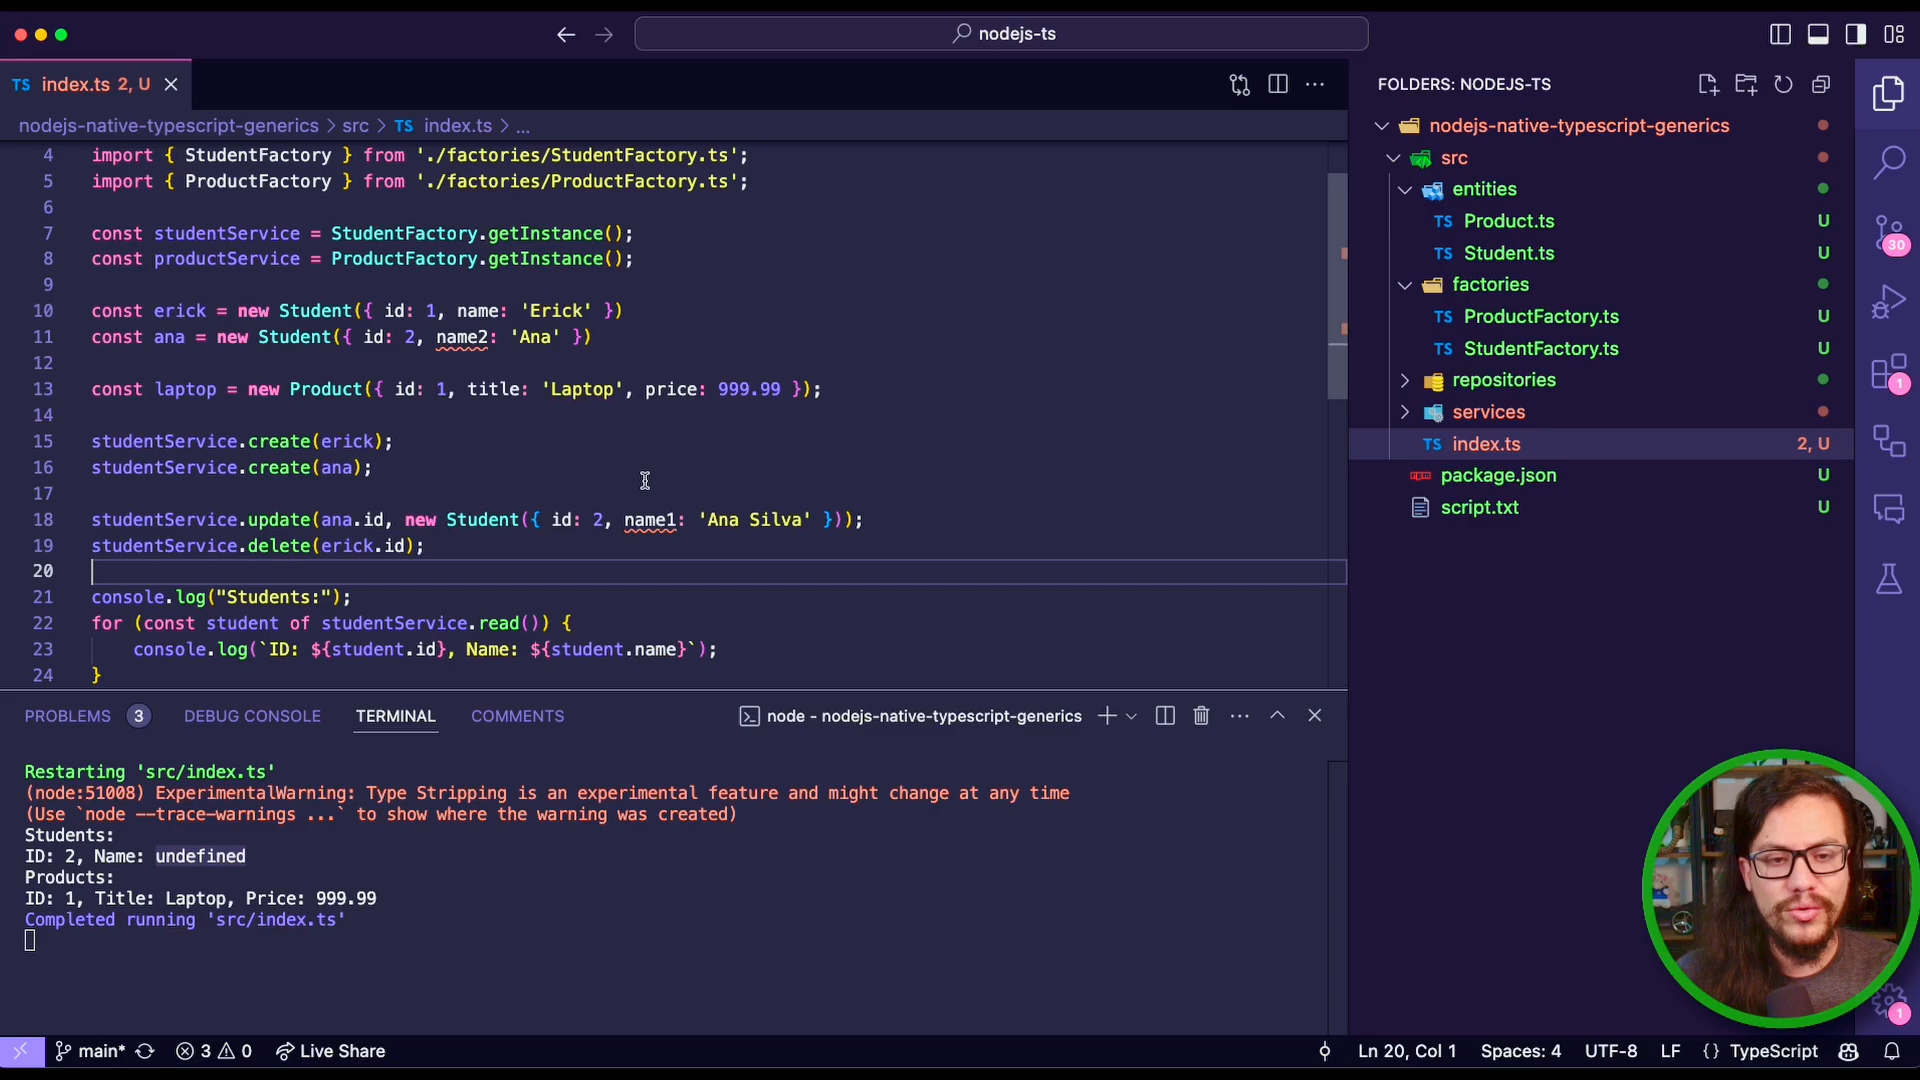 nodejs-ts
TS index.ts 2, U
nodejs-native-typescript-generics > src > TS index.ts > ...
4 import { StudentFactory } from './factories/StudentFactory.ts';
5 import { ProductFactory } from './factories/ProductFactory.ts';
6
7 const studentService = StudentFactory.getInstance();
8 const productService = ProductFactory.getInstance();
9
10 const erick = new Student({ id: 1, name: 'Erick' })
11 const ana = new Student({ id: 2, name2: 'Ana' })
12
13 const laptop = new Product({ id: 1, title: 'Laptop', price: 999.99 });
14
15 studentService.create(erick);
16 studentService.create(ana);
17
18 studentService.update(ana.id, new Student({ id: 2, name1: 'Ana Silva' }));
19 studentService.delete(erick.id);
20
21 console.log("Students:");
22 for (const student of studentService.read()) {
23 console.log(`ID: ${student.id}, Name: ${student.name}`);
24 }
PROBLEMS 3 DEBUG CONSOLE TERMINAL COMMENTS node - nodejs-native-typescript-generics
Restarting 'src/index.ts'
(node:51008) ExperimentalWarning: Type Stripping is an experimental feature and might change at any time
(Use `node --trace-warnings ...` to show where the warning was created)
Students:
ID: 2, Name: undefined
Products:
ID: 1, Title: Laptop, Price: 999.99
Completed running 'src/index.ts'
FOLDERS: NODEJS-TS
nodejs-native-typescript-generics
src
entities
TS Product.ts U
TS Student.ts U
factories
TS ProductFactory.ts U
TS StudentFactory.ts U
repositories
services
TS index.ts 2, U
package.json U
script.txt U
30
1
1
main* 3 0 Live Share Ln 20, Col 1 Spaces: 4 UTF-8 LF {} TypeScript